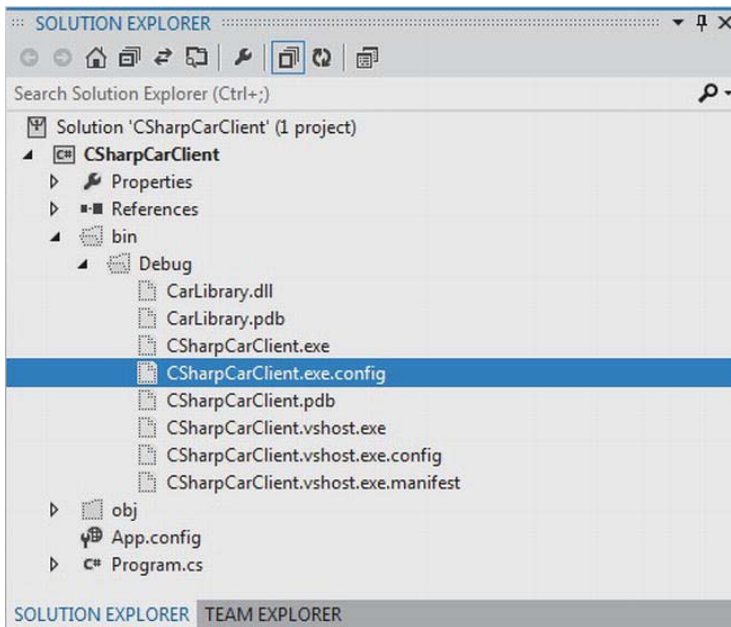 SOLUTION EXPLORER
Search Solution Explorer (Ctrl+;)
Solution 'CSharpCarClient' (1 project)
C# CSharpCarClient
Properties
References
bin
Debug
CarLibrary.dll
CarLibrary.pdb
CSharpCarClient.exe
CSharpCarClient.exe.config
CSharpCarClient.pdb
CSharpCarClient.vshost.exe
CSharpCarClient.vshost.exe.config
CSharpCarClient.vshost.exe.manifest
obj
App.config
C# Program.cs
SOLUTION EXPLORER TEAM EXPLORER